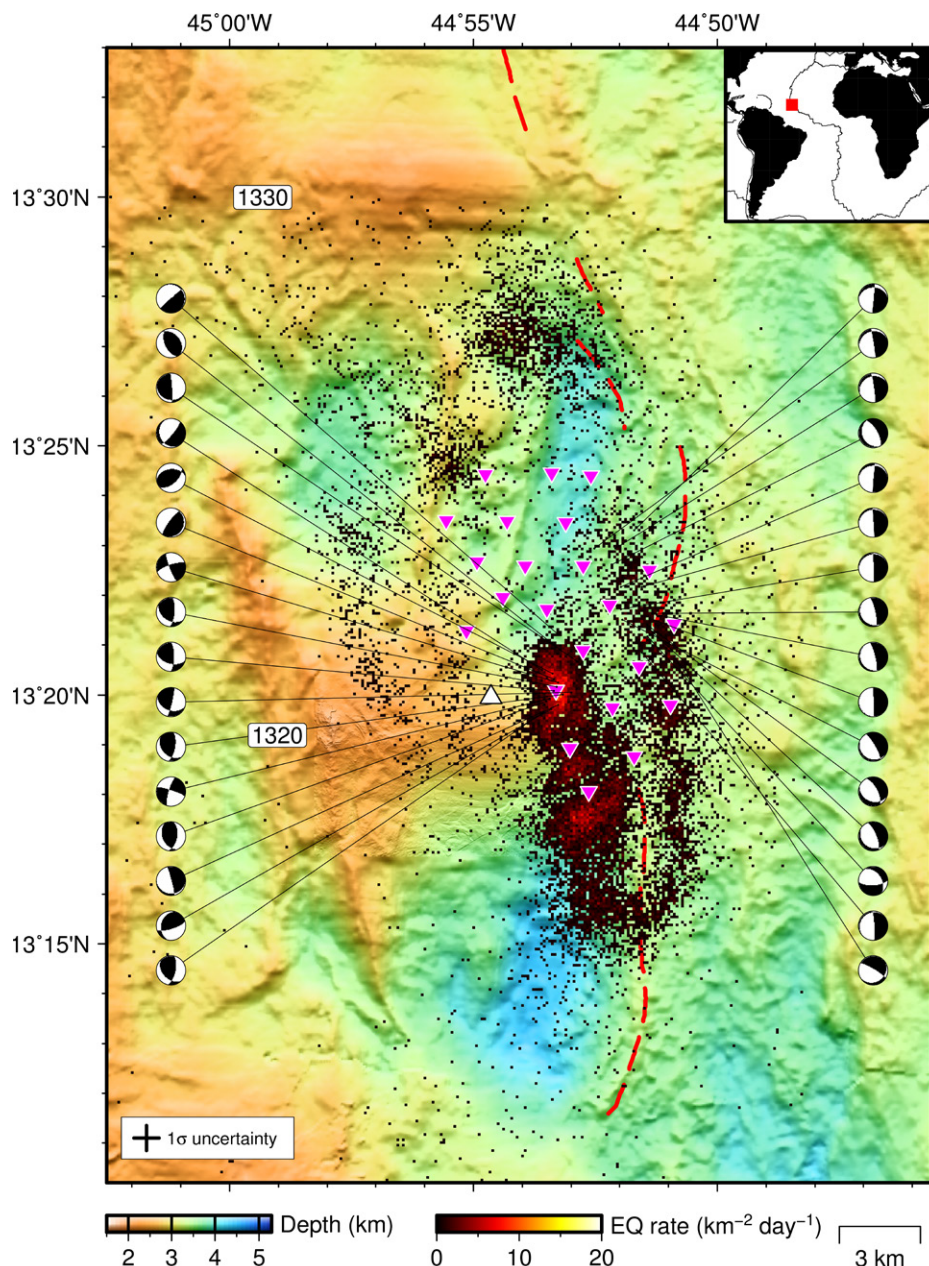 45˚00'W 44˚55'W 44˚50'W
13˚30'N
1330
13˚25'N
13˚20'N
1320
13˚15'N
1σ uncertainty
Depth (km)
2 3 4 5
EQ rate (km⁻² day⁻¹)
0 10 20
3 km